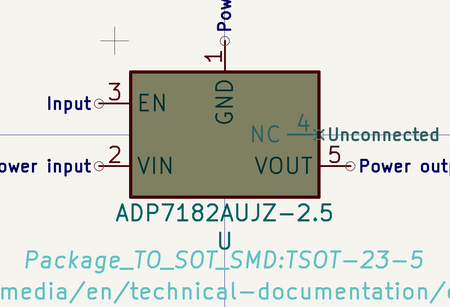 Pow
1
GND
3
Input
EN
NC
4
Unconnected
2
ower input
VIN
VOUT
5
Power outp
ADP7182AUJZ-2.5
U
Package_TO_SOT_SMD:TSOT-23-5
media/en/technical-documentation/